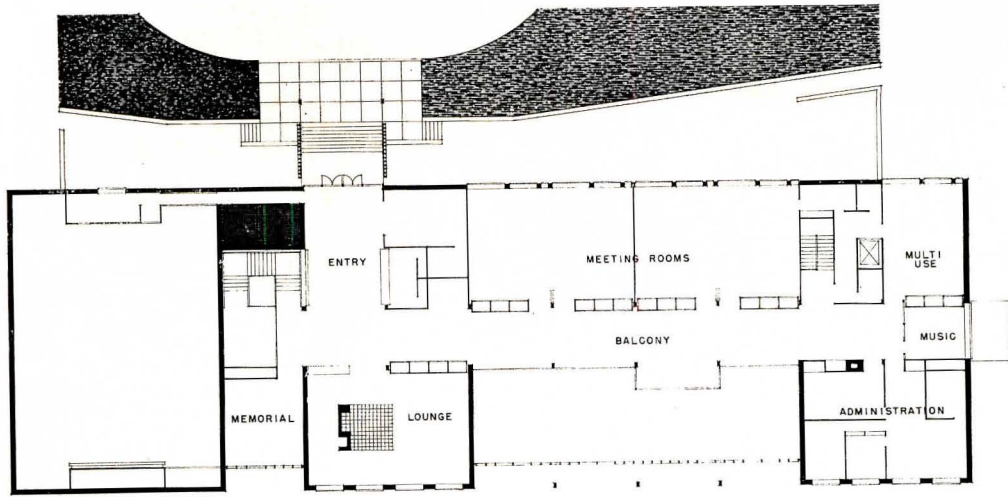 ENTRY
MEETING ROOMS
MULTI
USE
BALCONY
MUSIC
MEMORIAL
LOUNGE
ADMINISTRATION